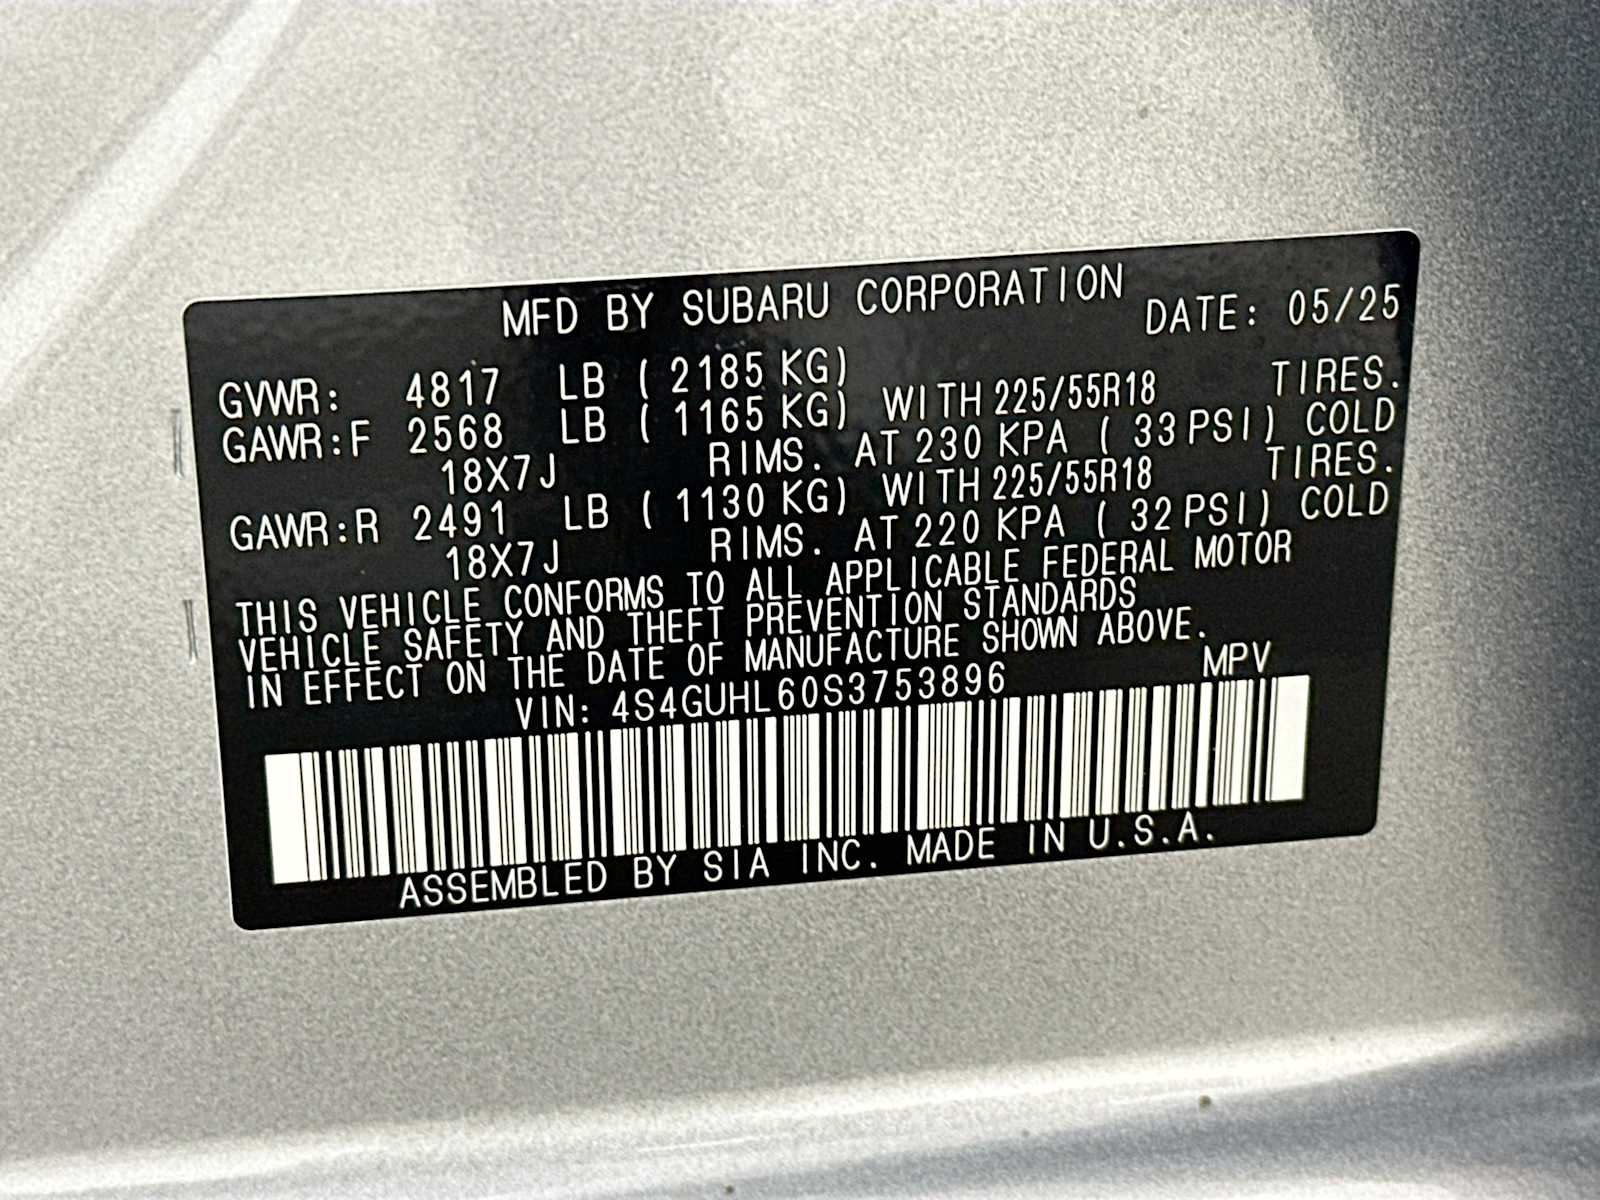 MFD BY SUBARU CORPORATION
DATE: 05/25
GVWR: 4817 LB ( 2185 KG)
GAWR:F 2568 LB ( 1165 KG) WITH 225/55R18 TIRES.
18X7J RIMS. AT 230 KPA ( 33 PSI) COLD
GAWR:R 2491 LB ( 1130 KG) WITH 225/55R18 TIRES.
18X7J RIMS. AT 220 KPA ( 32 PSI) COLD
THIS VEHICLE CONFORMS TO ALL APPLICABLE FEDERAL MOTOR
VEHICLE SAFETY AND THEFT PREVENTION STANDARDS
IN EFFECT ON THE DATE OF MANUFACTURE SHOWN ABOVE.
VIN: 4S4GUHL60S3753896 MPV
ASSEMBLED BY SIA INC. MADE IN U.S.A.